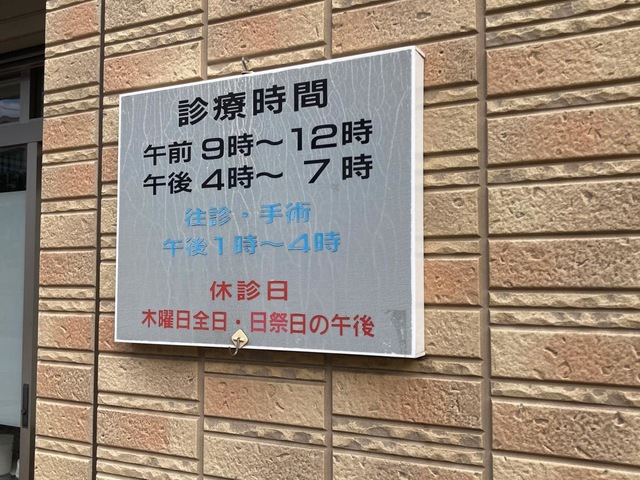 診療時間
午前 9時～12時
午後 4時～ 7時
往診・手術
午後1時～4時
休診日
木曜日全日・日祭日の午後